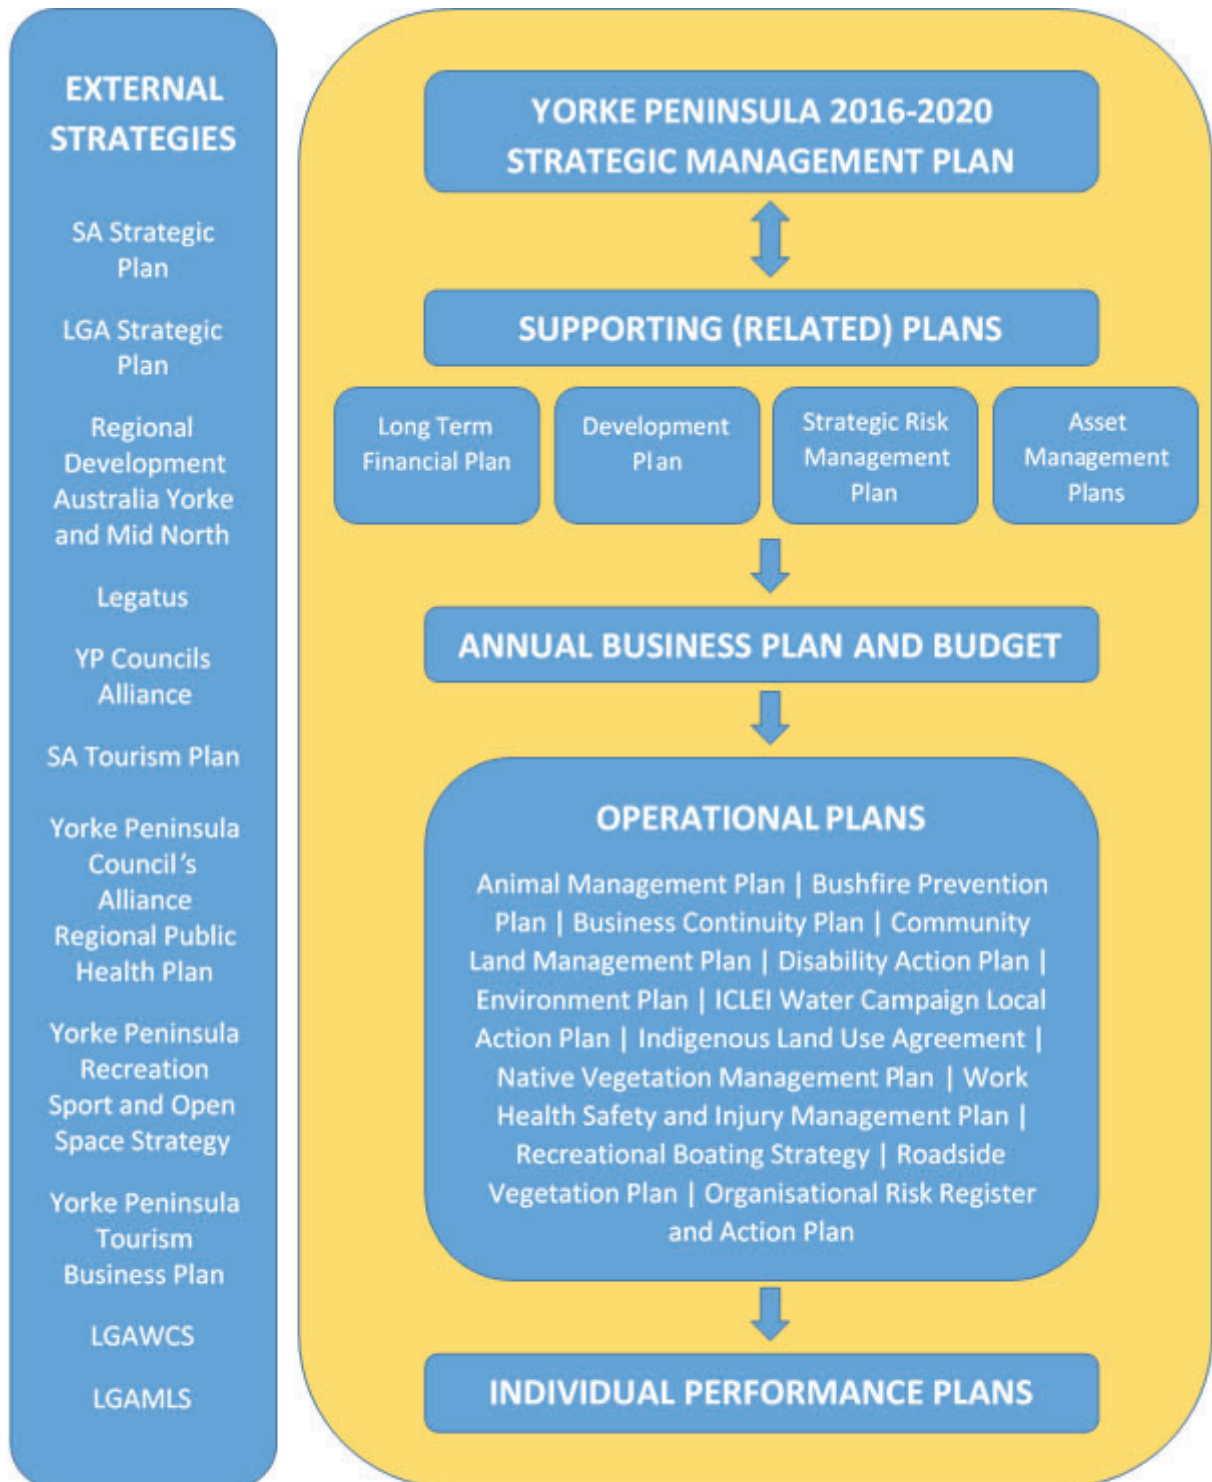 EXTERNAL
STRATEGIES
SA Strategic
Plan
LGA Strategic
Plan
Regional
Development
Australia Yorke
and Mid North
Legatus
YP Councils
Alliance
SA Tourism Plan
Yorke Peninsula
Council's
Alliance
Regional Public
Health Plan
Yorke Peninsula
Recreation
Sport and Open
Space Strategy
Yorke Peninsula
Tourism
Business Plan
LGAWCS
LGAMLS
YORKE PENINSULA 2016-2020
STRATEGIC MANAGEMENT PLAN
SUPPORTING (RELATED) PLANS
Long Term
Financial Plan
Development
Plan
Strategic Risk
Management
Plan
Asset
Management
Plans
ANNUAL BUSINESS PLAN AND BUDGET
OPERATIONAL PLANS
Animal Management Plan | Bushfire Prevention
Plan | Business Continuity Plan | Community
Land Management Plan | Disability Action Plan |
Environment Plan | ICLEI Water Campaign Local
Action Plan | Indigenous Land Use Agreement |
Native Vegetation Management Plan | Work
Health Safety and Injury Management Plan |
Recreational Boating Strategy | Roadside
Vegetation Plan | Organisational Risk Register
and Action Plan
INDIVIDUAL PERFORMANCE PLANS